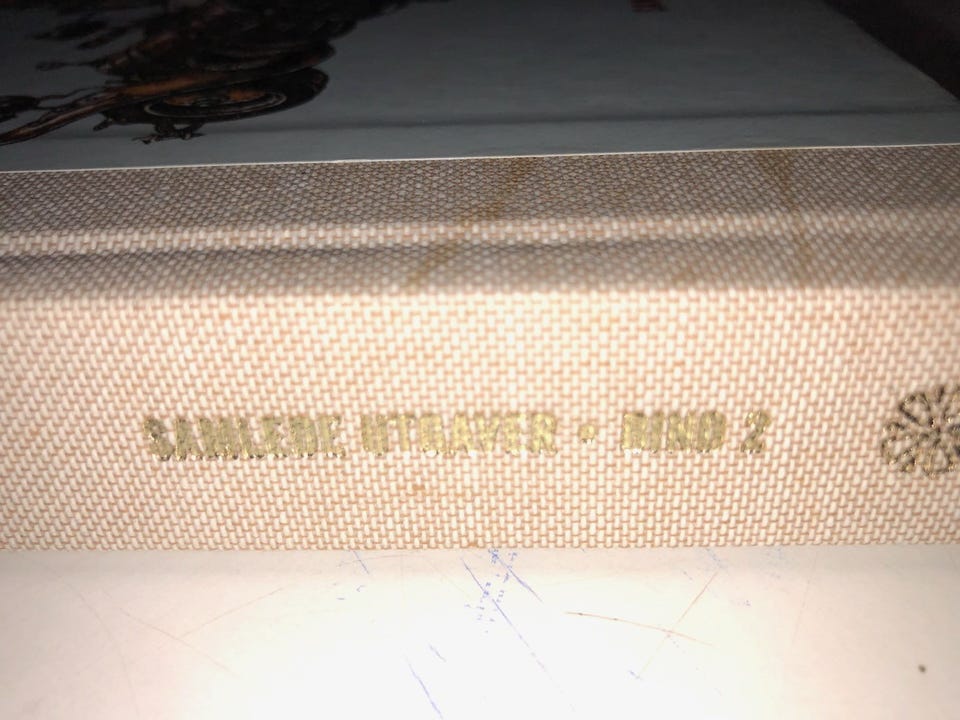 SAMLEDE UTGAVER • BIND 2